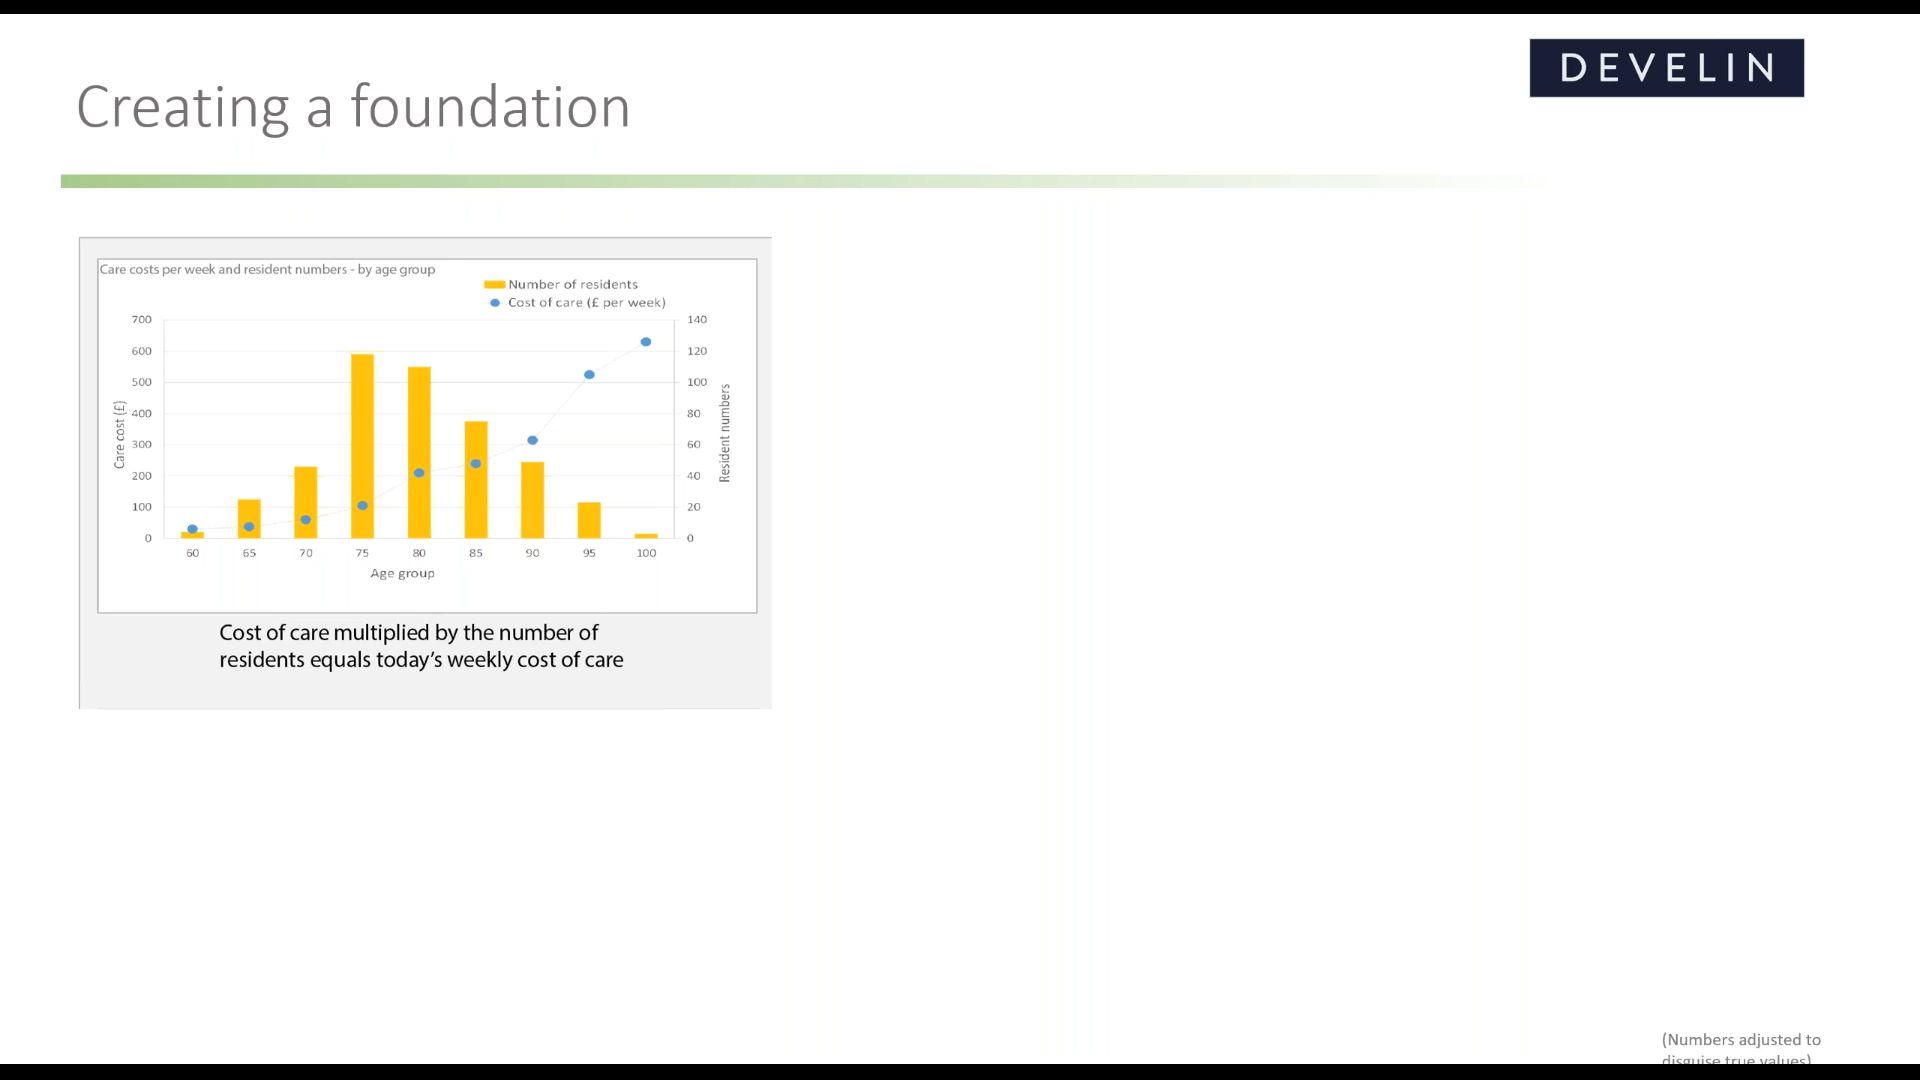 DEVELIN
Creating a foundation
Care costs per week and resident numbers - by age group
Number of residents
Cost of care (£ per week)
700
600
500
400
300
200
100
0
140
120
100
80
60
40
20
0
Care cost (£)
Resident numbers
60 65 70 75 80 85 90 95 100
Age group
Cost of care multiplied by the number of
residents equals today's weekly cost of care
(Numbers adjusted to
disguise true values)